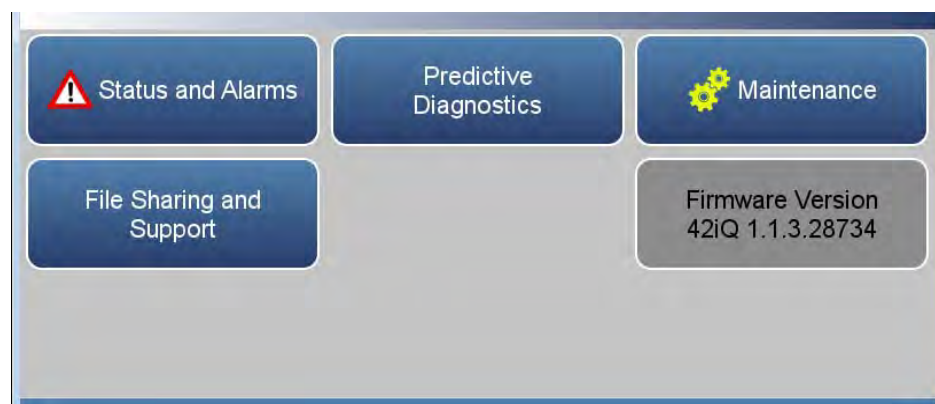 Status and Alarms
Predictive
Diagnostics
Maintenance
File Sharing and
Support
Firmware Version
42iQ 1.1.3.28734